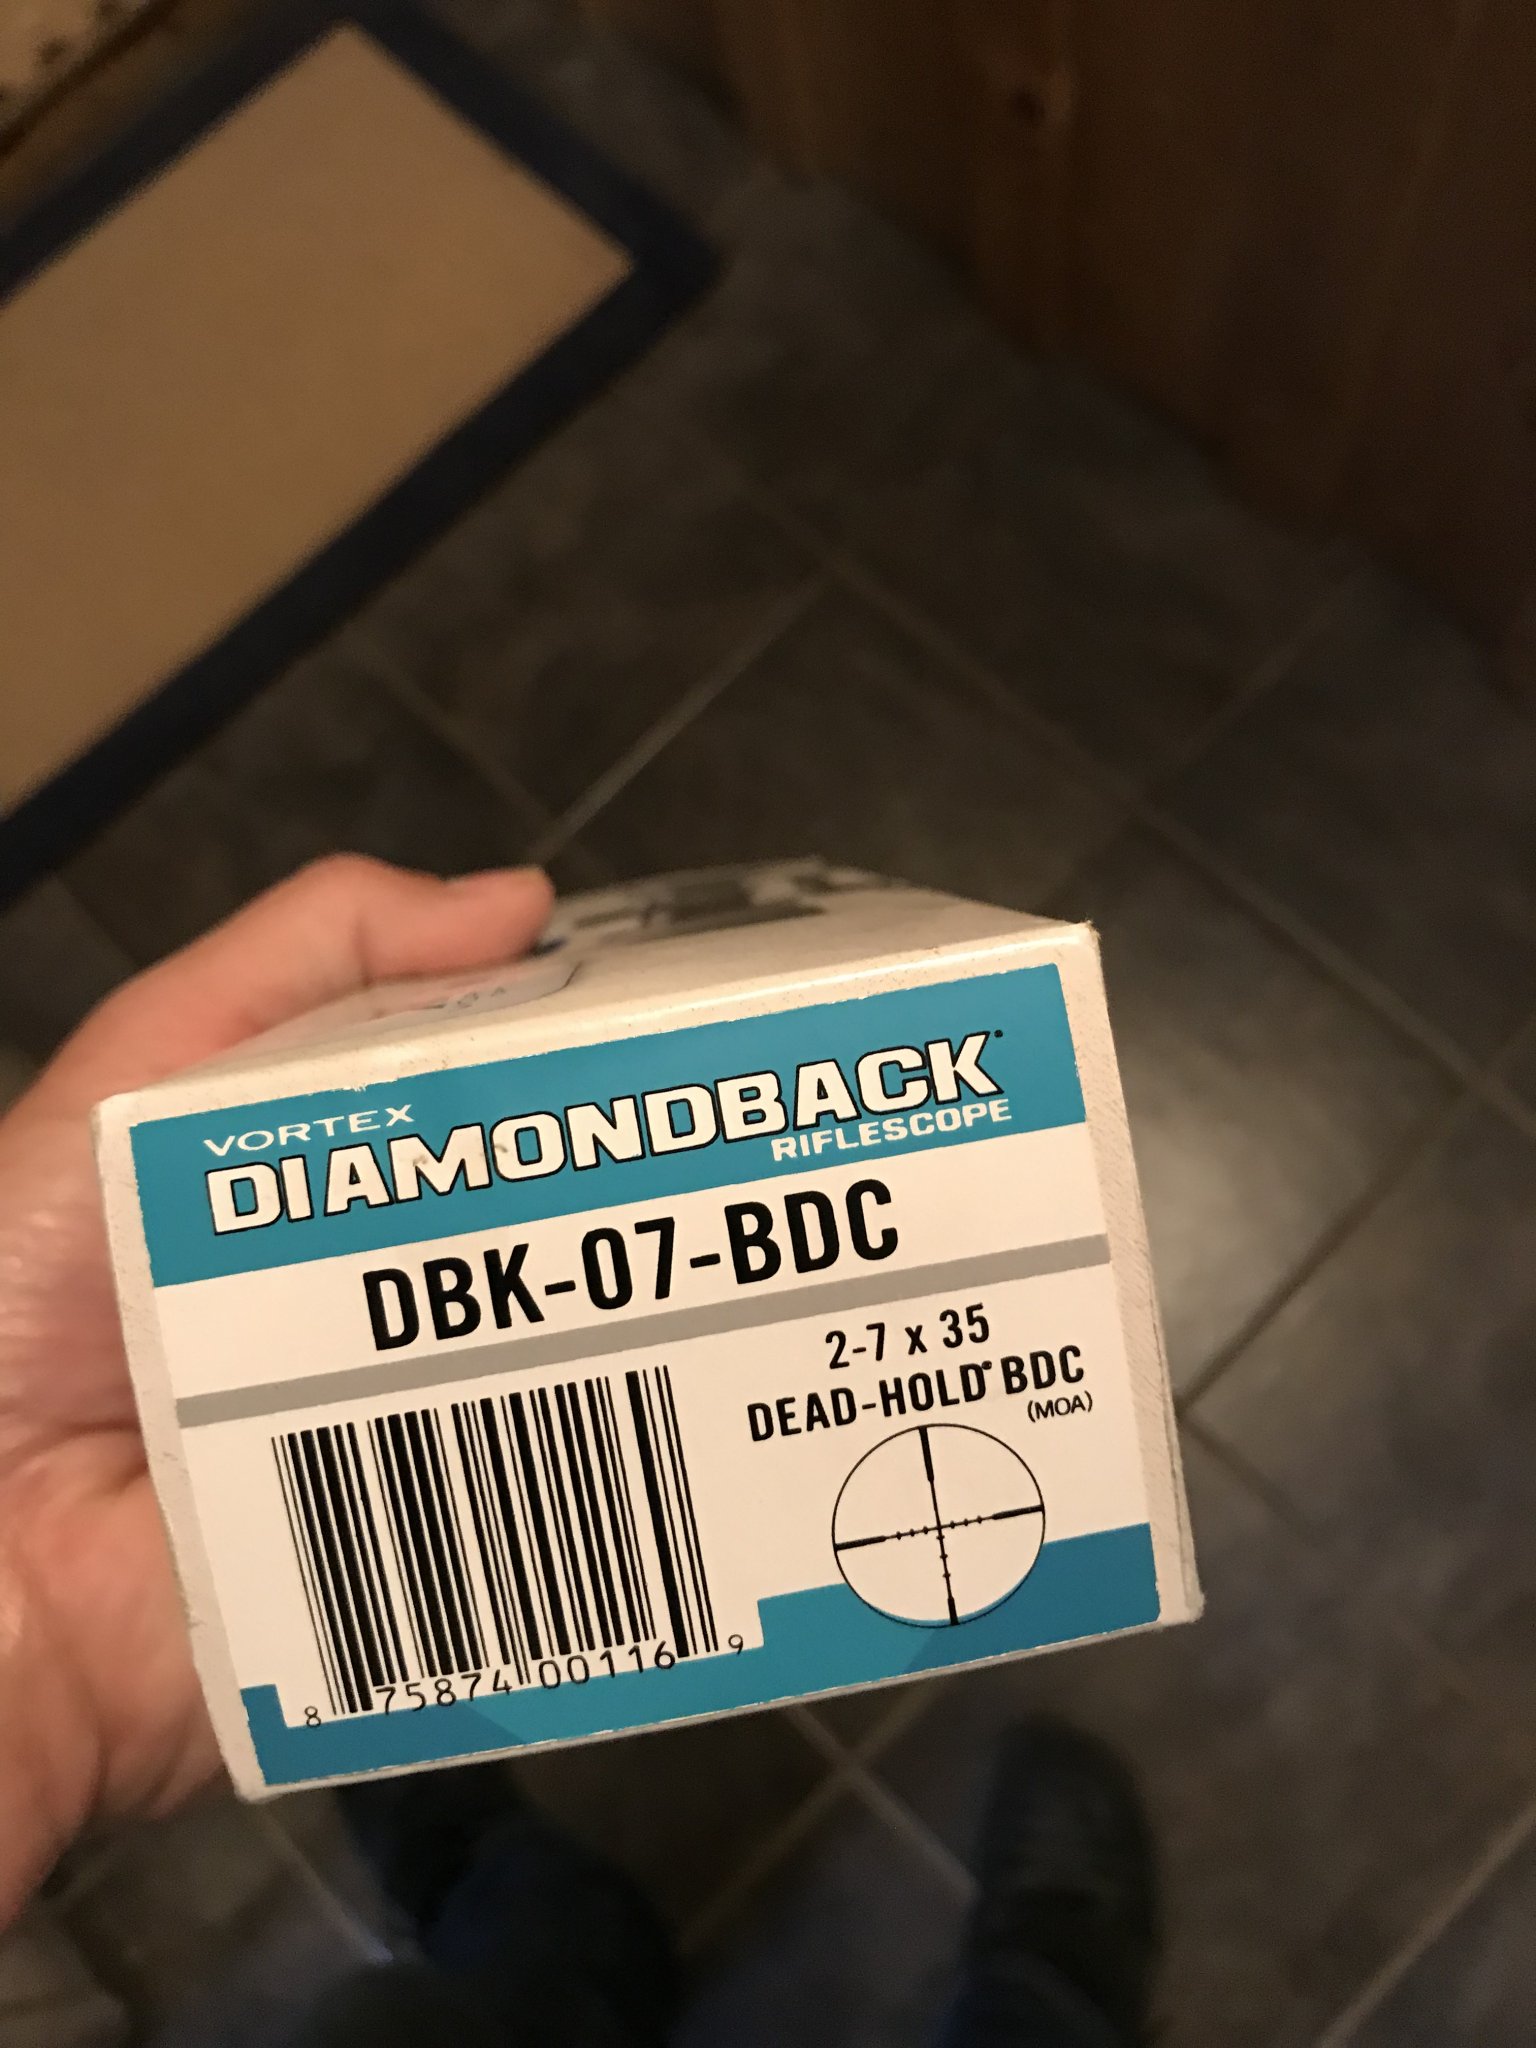 VORTEX
DIAMONDBACK®
RIFLESCOPE
DBK-07-BDC
2-7 x 35
DEAD-HOLD® BDC
(MOA)
8 75874 00116 9